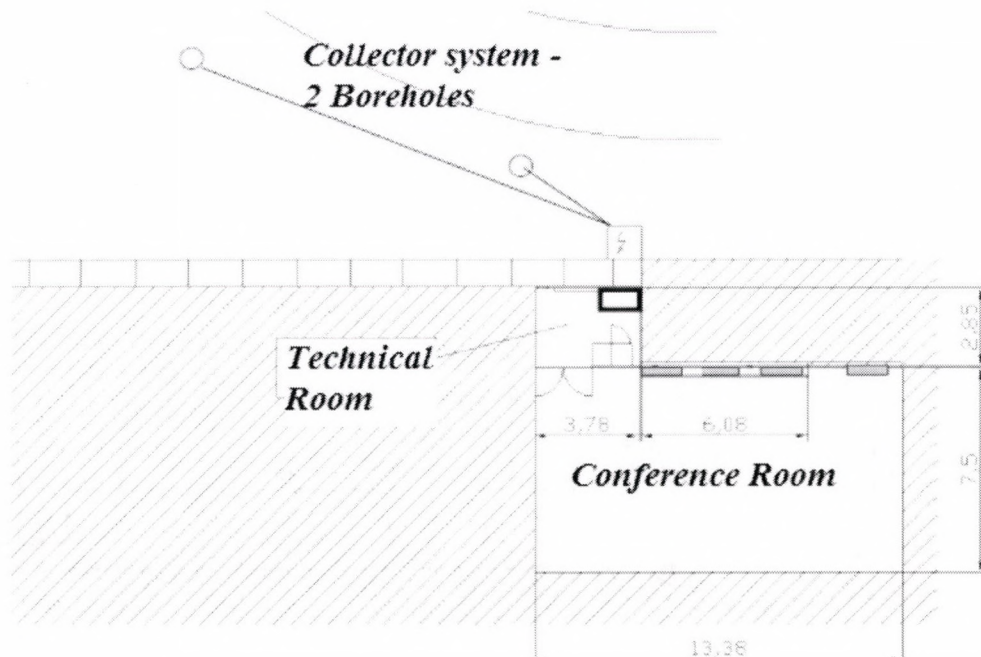 Collector system -
2 Boreholes
2,85
Technical
Room
3,78
6,08
Conference Room
7,5
13,38